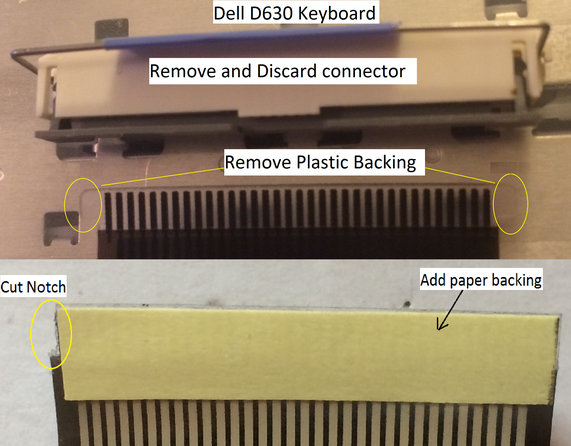 Dell D630 Keyboard
Remove and Discard connector
Remove Plastic Backing
Cut Notch
Add paper backing